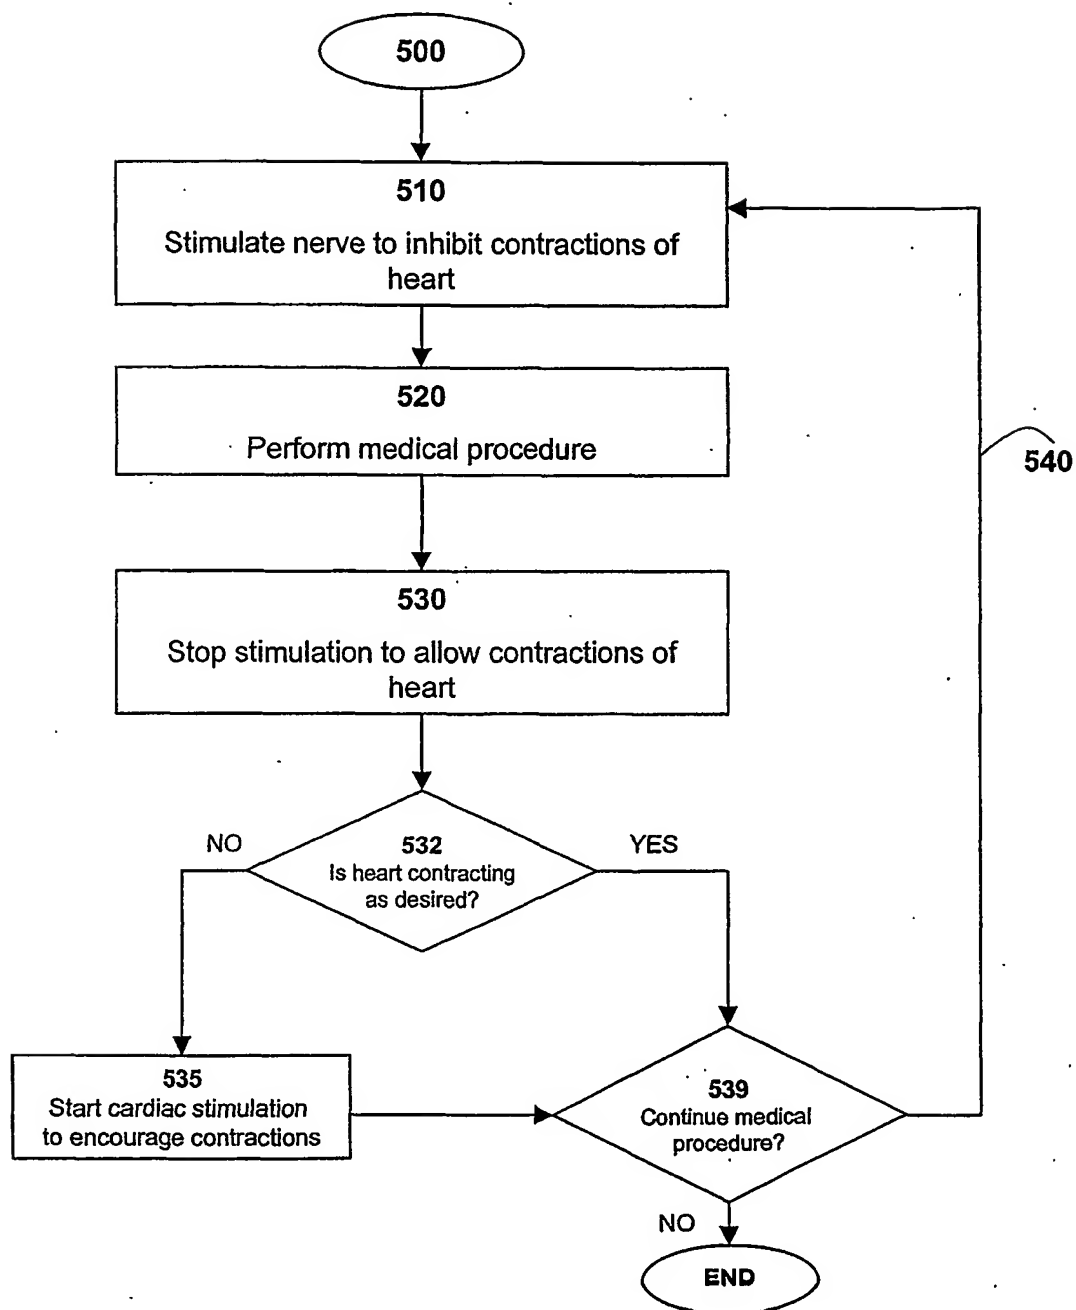 500
510
Stimulate nerve to inhibit contractions of
heart
520
Perform medical procedure
540
530
Stop stimulation to allow contractions of
heart
NO
532
YES
Is heart contracting
as desired?
535
Start cardiac stimulation
to encourage contractions
539
Continue medical
procedure?
NO
END